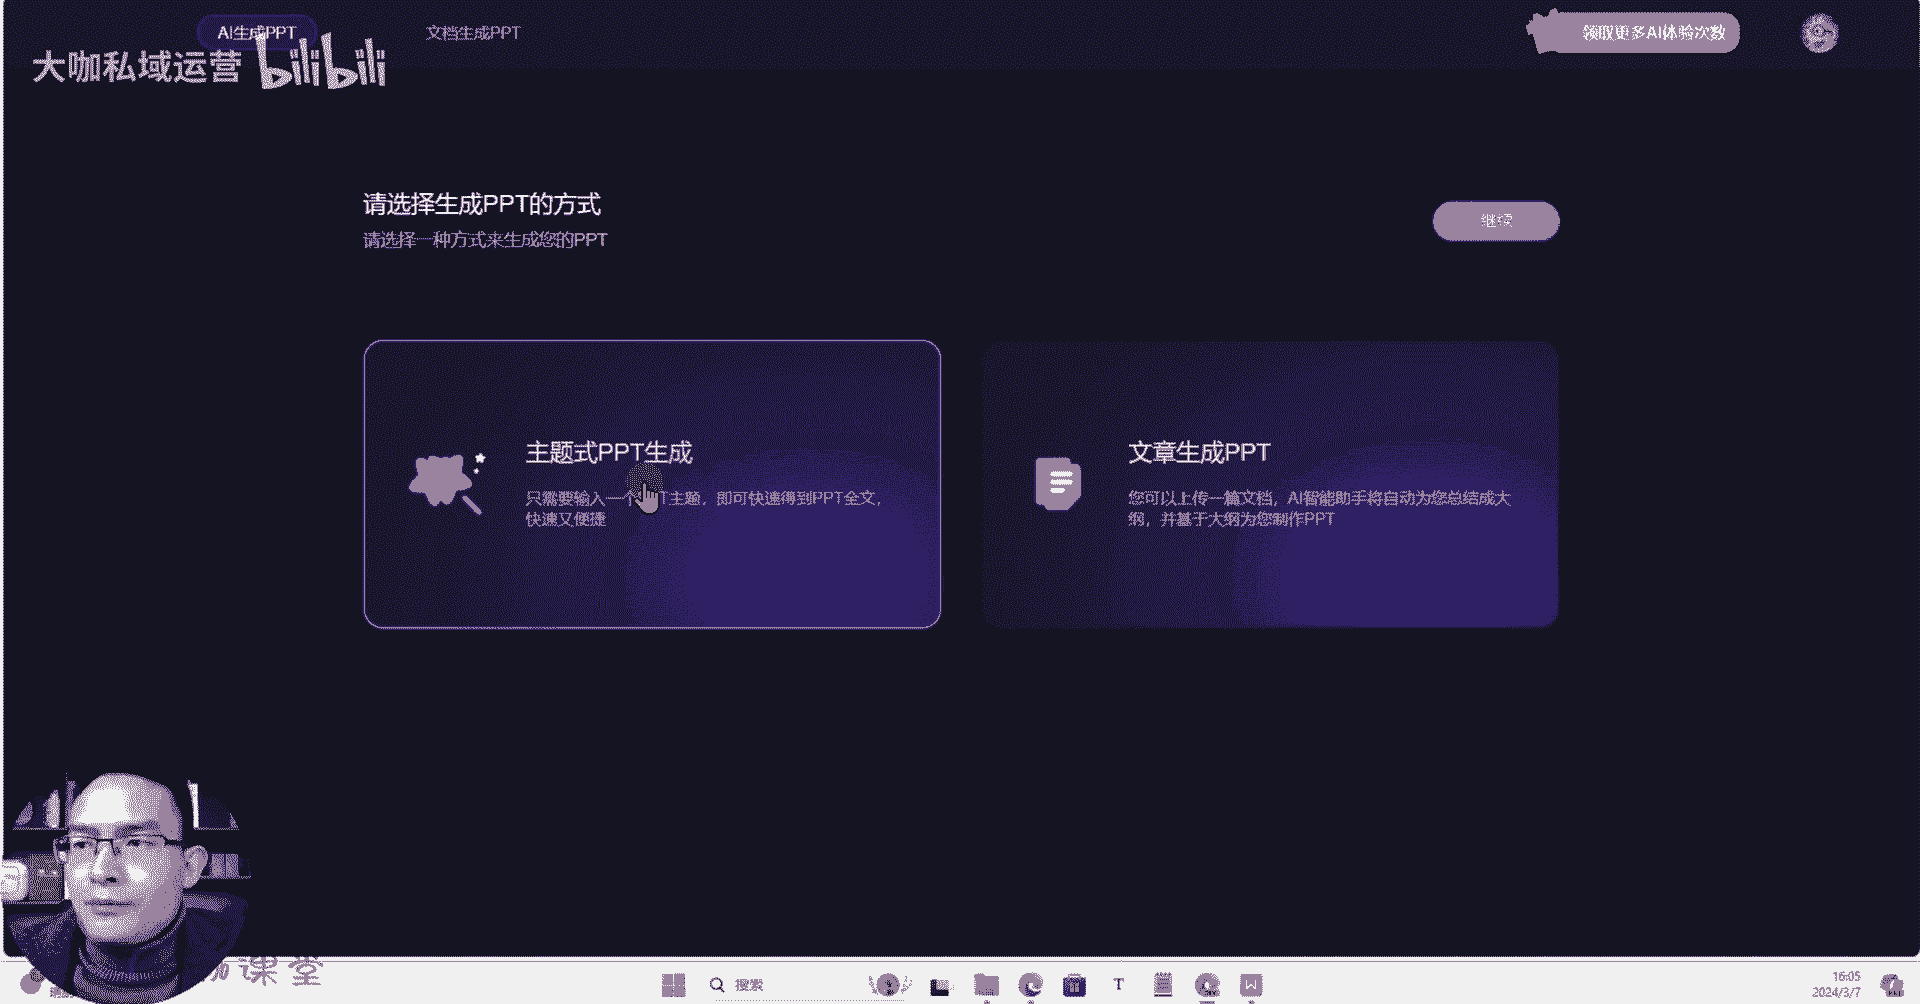 AI生成PPT
文档生成PPT
领取更多AI体验次数
大咖私域运营 bilibili
请选择生成PPT的方式
请选择一种方式来生成您的PPT
继续
主题式PPT生成
只需要输入一个 T主题，即可快速得到PPT全文，
快速又便捷
文章生成PPT
您可以上传一篇文档，AI智能助手将自动为您总结成大
纲，并基于大纲为您制作PPT
课堂
搜索
T
W
16:05
2024/3/7